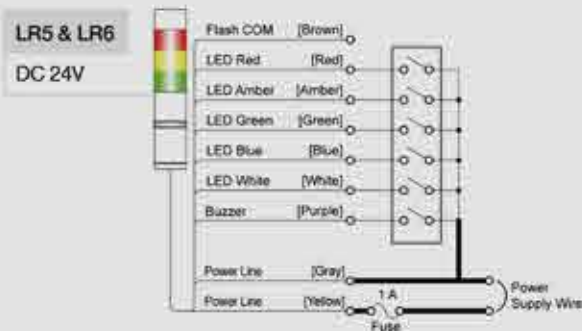 LR5 & LR6
DC 24V
Flash COM [Brown]
LED Red [Red]
LED Amber [Amber]
LED Green [Green]
LED Blue [Blue]
LED White [White]
Buzzer [Purple]
Power Line [Gray]
Power Line [Yellow]
1 A
Fuse
Power
Supply Wire